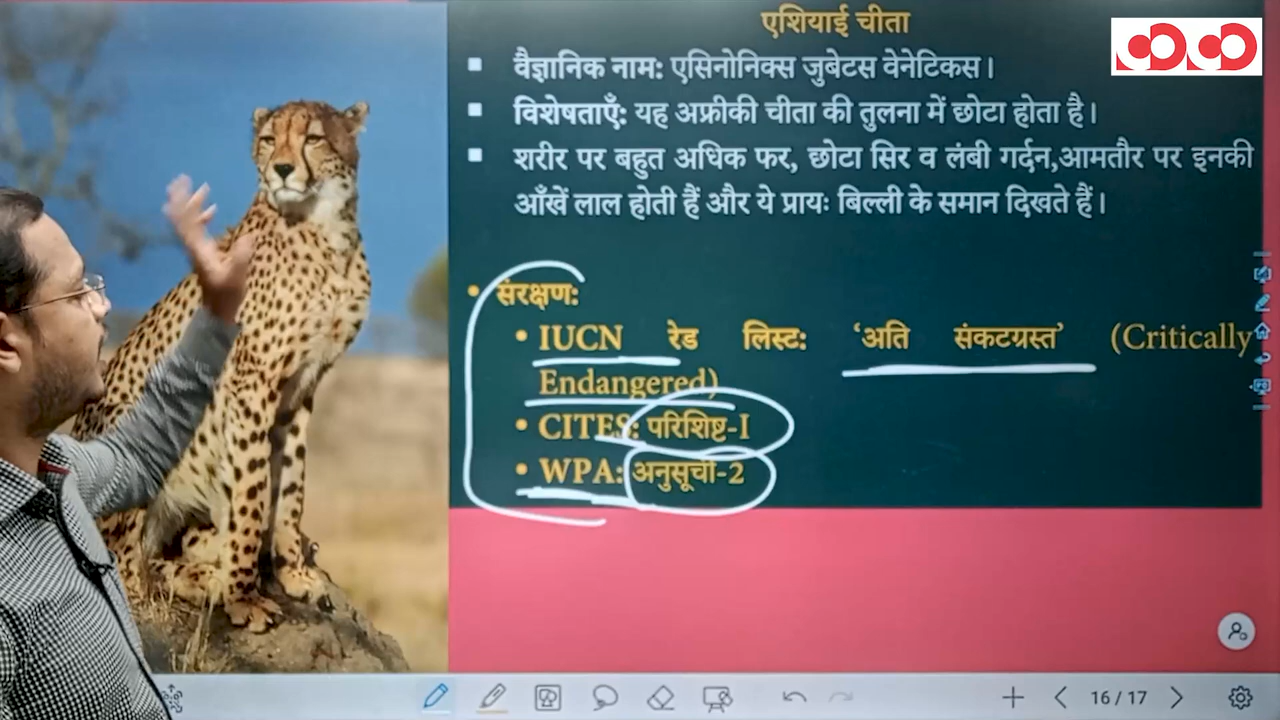 एशियाई चीता
▪ वैज्ञानिक नाम: एसिनोनिक्स जुबेटस वेनेटिकस।
▪ विशेषताएँ: यह अफ्रीकी चीता की तुलना में छोटा होता है।
▪ शरीर पर बहुत अधिक फर, छोटा सिर व लंबी गर्दन,आमतौर पर इनकी
आँखें लाल होती हैं और ये प्रायः बिल्ली के समान दिखते हैं।
• संरक्षण:
• IUCN रेड लिस्ट: ‘अति संकटग्रस्त’ (Critically
Endangered)
• CITES: परिशिष्ट-I
• WPA: अनुसूची-2
16/17